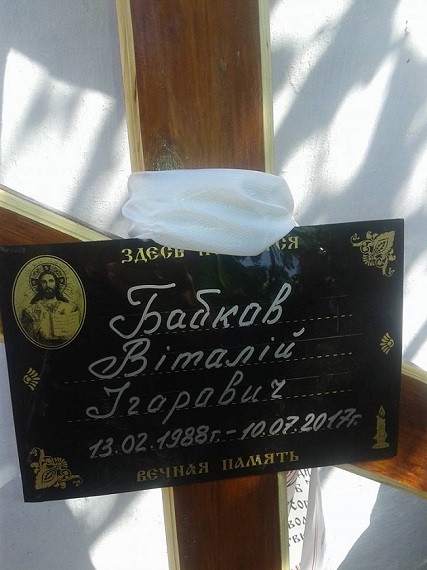 ЗДЕСЬ
Бабков
Віталій
Ігаравич
13.02.1988г.-10.07.2017г.
ВЕЧНАЯ ПАМЯТЬ